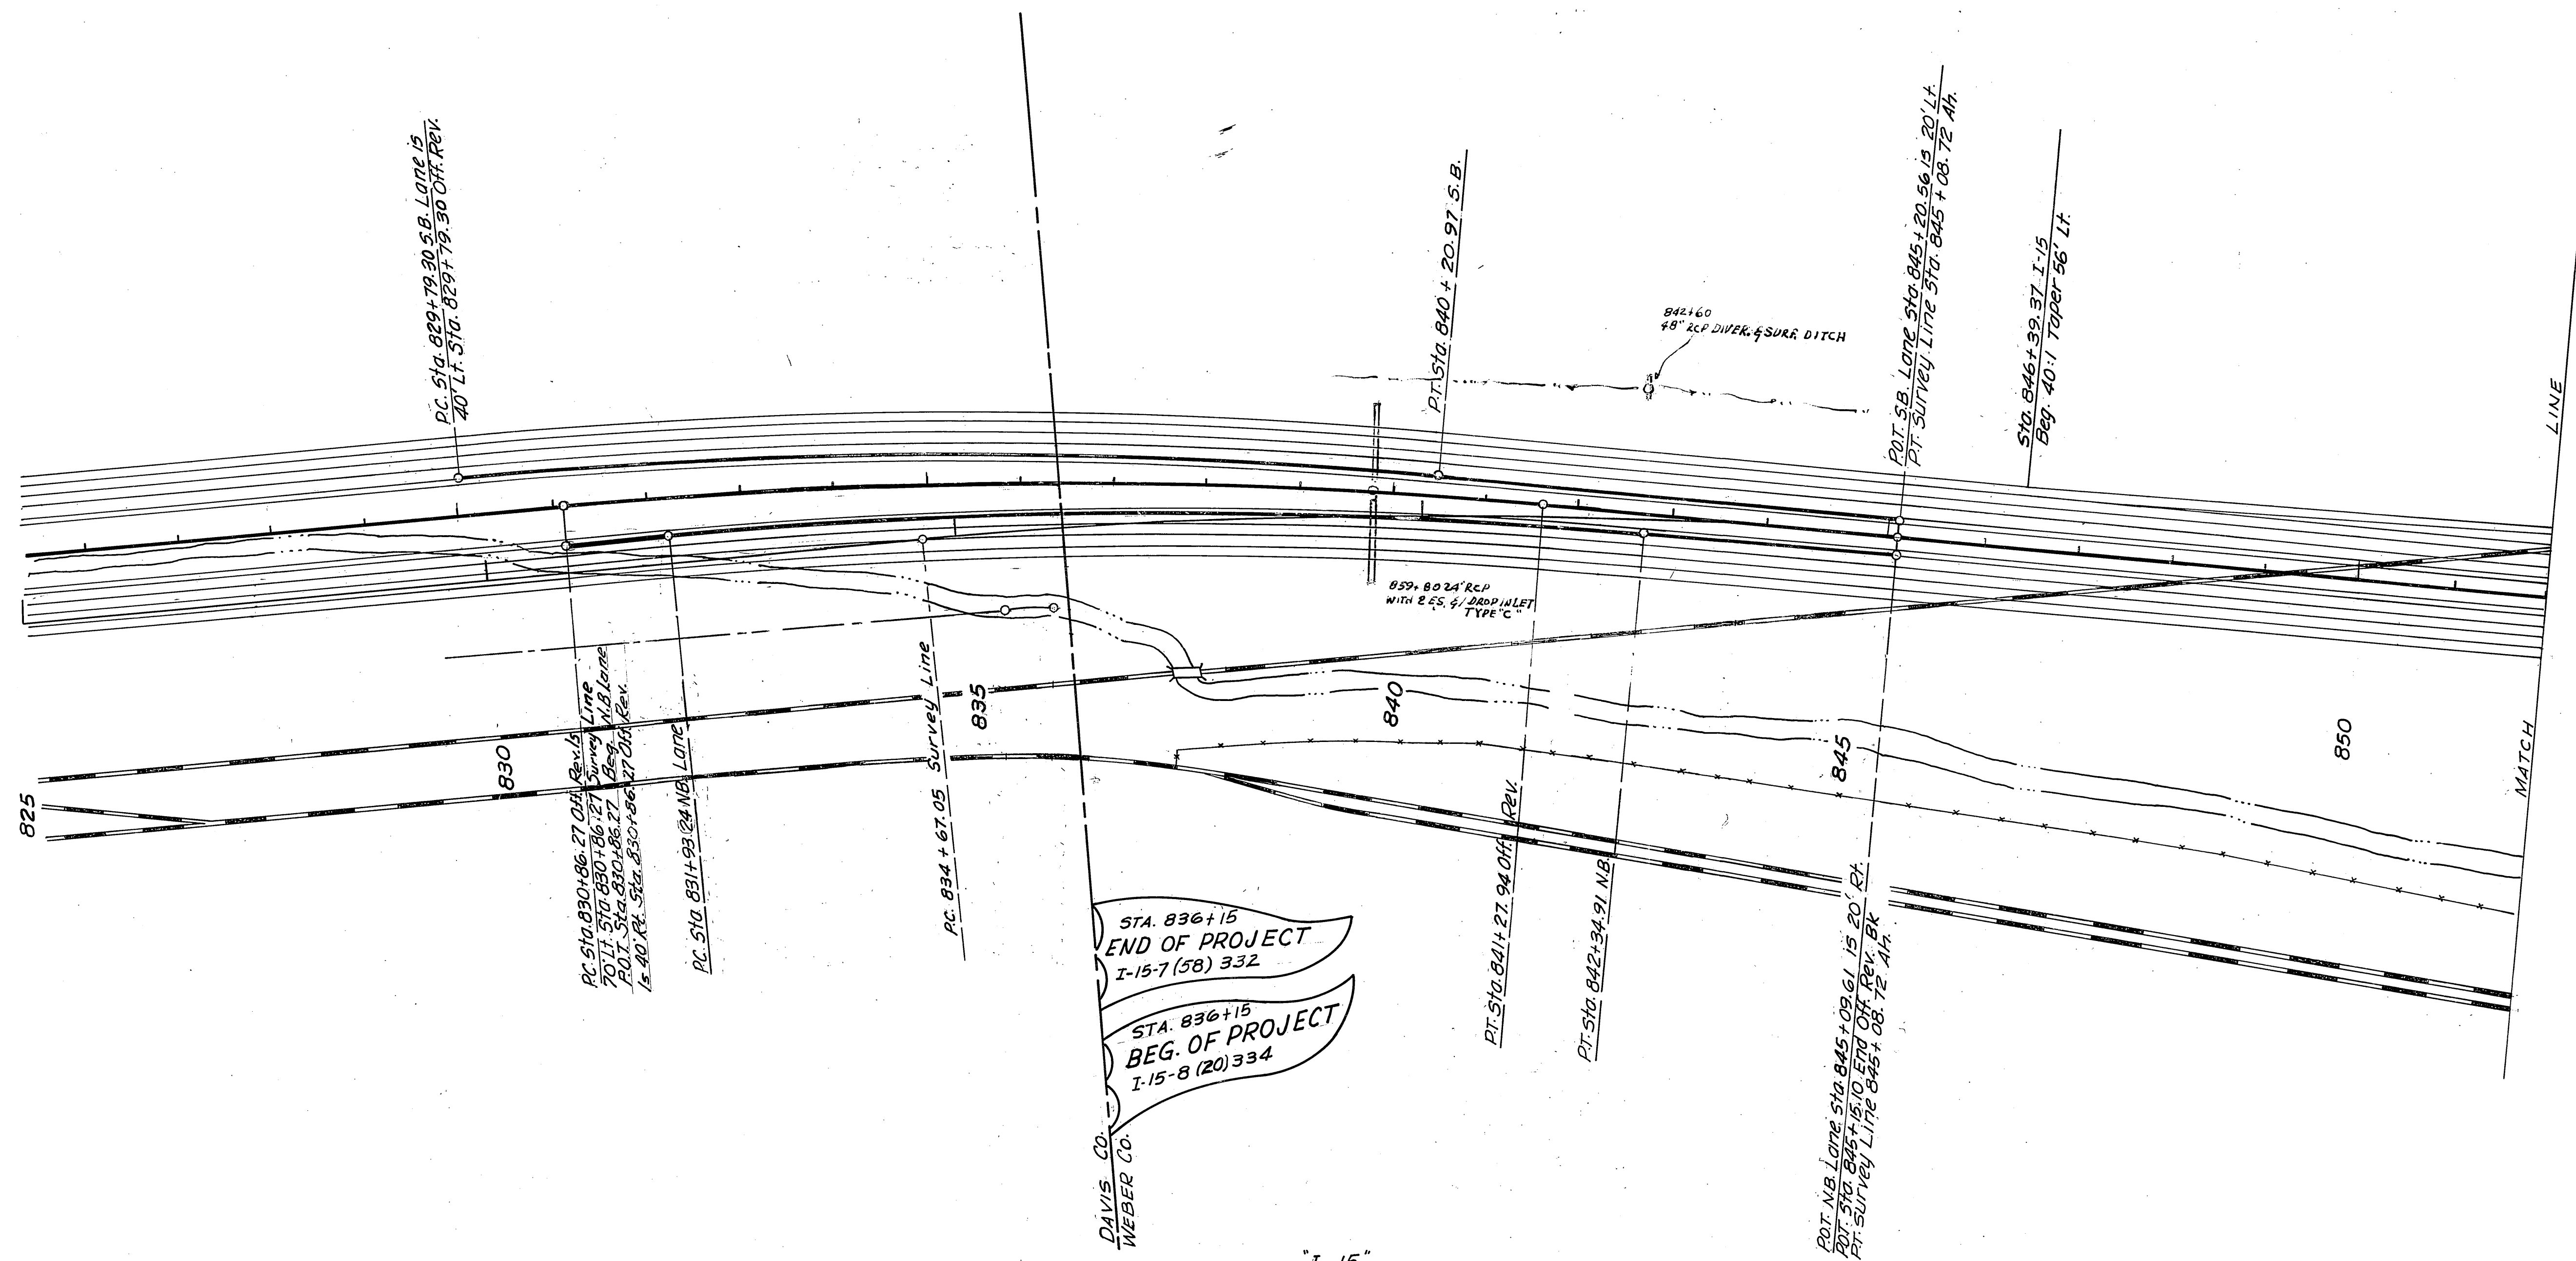 P.C. Sta. 829+79.30 S.B. Lane is
40' Lt. Sta. 829+79.30 Off. Rev.
P.T. Sta. 840+20.97 S.B.
842+60
48" RCP DIVER. & SURF. DITCH
P.O.T. S.B. Lane Sta. 845+20.56 is 20' Lt.
P.T. Survey Line Sta. 845+08.72 Ah.
Sta. 846+39.37 I-15
Beg. 40:1 Taper 56' Lt.
LINE
MATCH
859+80 24" RCP
WITH 2 E.S. & 1 DROP INLET
TYPE "C"
825
830
835
840
845
850
P.C. Sta. 830+86.27 Off. Rev. Is
70' Lt. Sta. 830+86.27 Survey Line
P.O.T. Sta. 830+86.27 Beg. N.B. Lane
Is 40' Rt. Sta. 830+86.27 Off. Rev.
P.C. Sta. 831+93.24 N.B. Lane
P.C. 834+67.05 Survey Line
STA. 836+15
END OF PROJECT
I-15-7 (58) 332
STA. 836+15
BEG. OF PROJECT
I-15-8 (20) 334
DAVIS Co.
WEBER Co.
P.T. Sta. 841+27.94 Off. Rev.
P.T. Sta. 842+34.91 N.B.
P.O.T. N.B. Lane Sta. 845+09.61 is 20' Rt.
POT. Sta. 845+15.10 End Off. Rev. Bk
P.T. Survey Line 845+08.72 Ah.
"I-15"